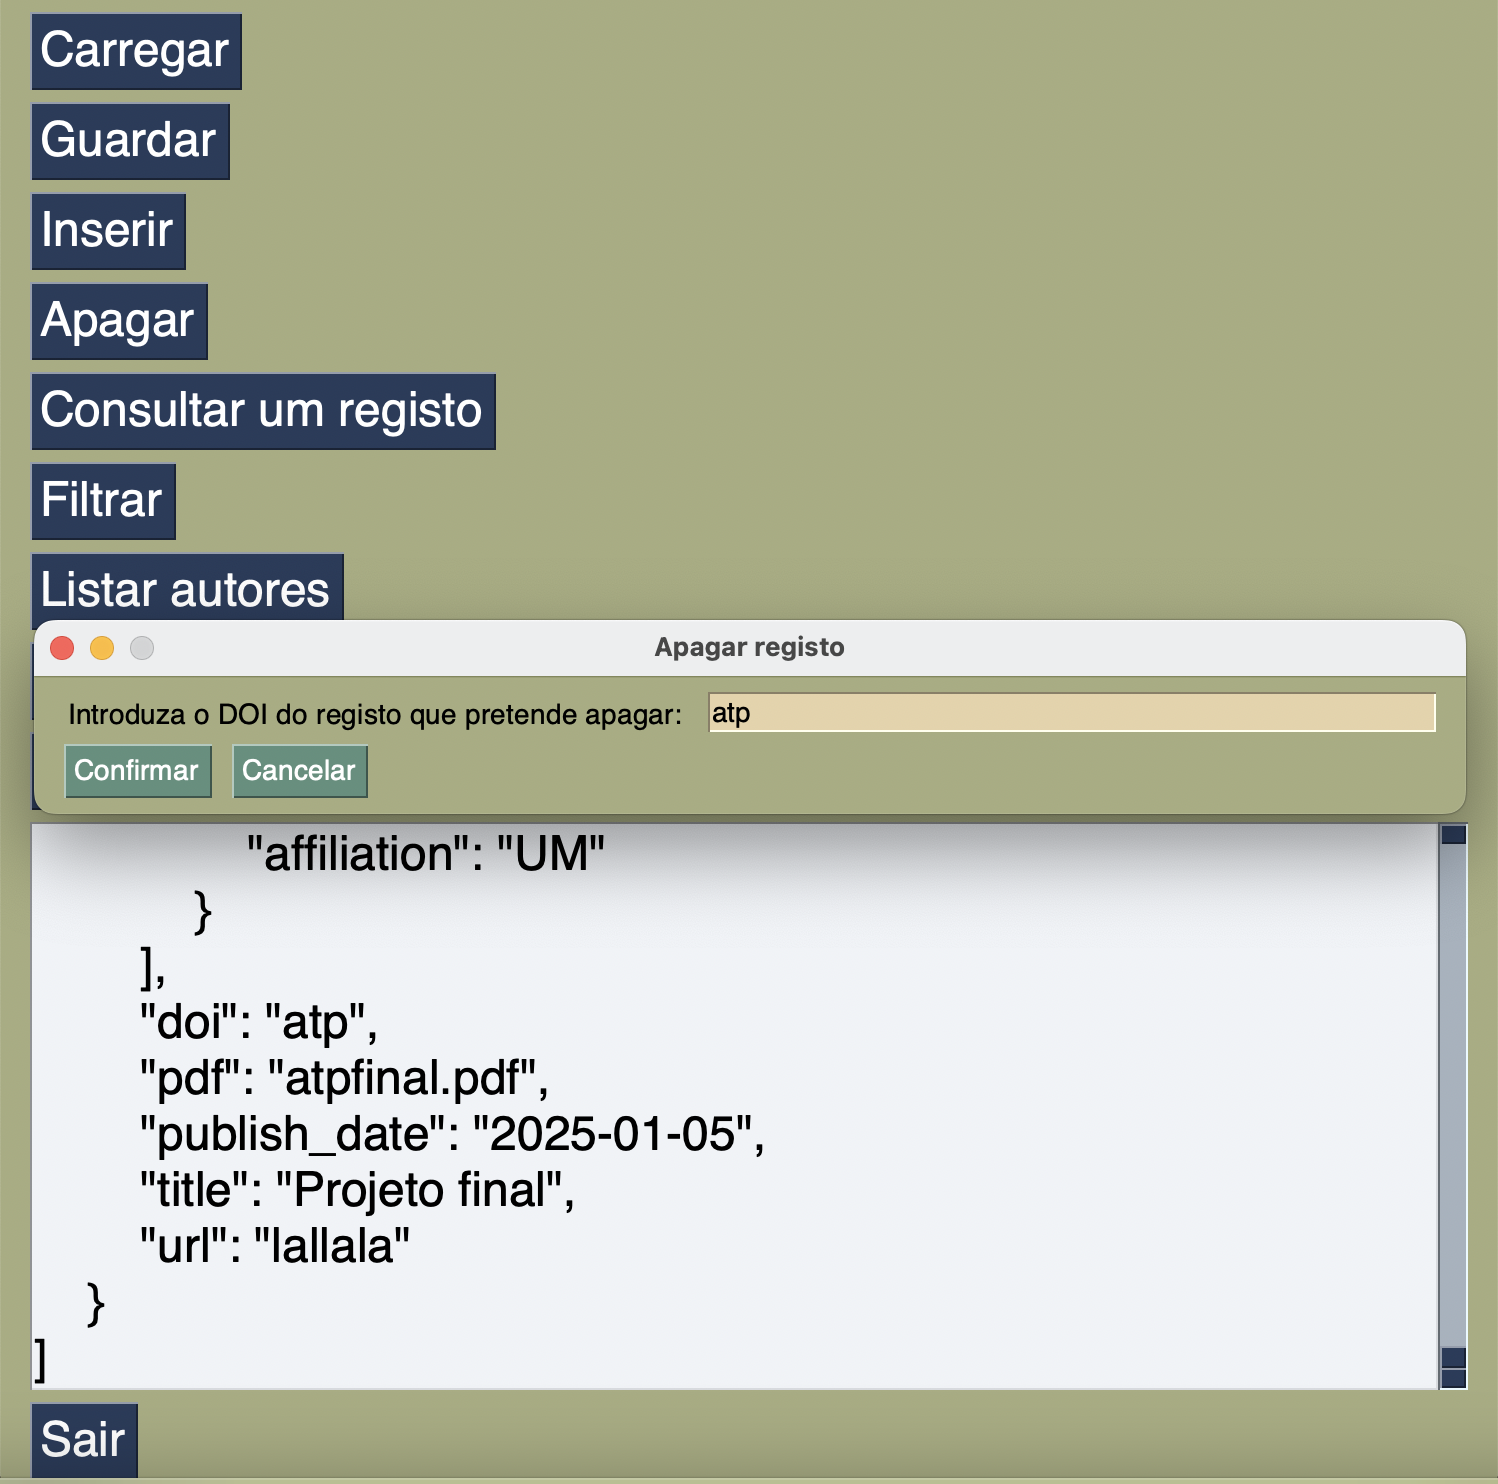 Carregar
Guardar
Inserir
Apagar
Consultar um registo
Filtrar
Listar autores
Apagar registo
Introduza o DOI do registo que pretende apagar: atp
Confirmar Cancelar
"affiliation": "UM"
}
],
"doi": "atp",
"pdf": "atpfinal.pdf",
"publish_date": "2025-01-05",
"title": "Projeto final",
"url": "lallala"
}
]
Sair